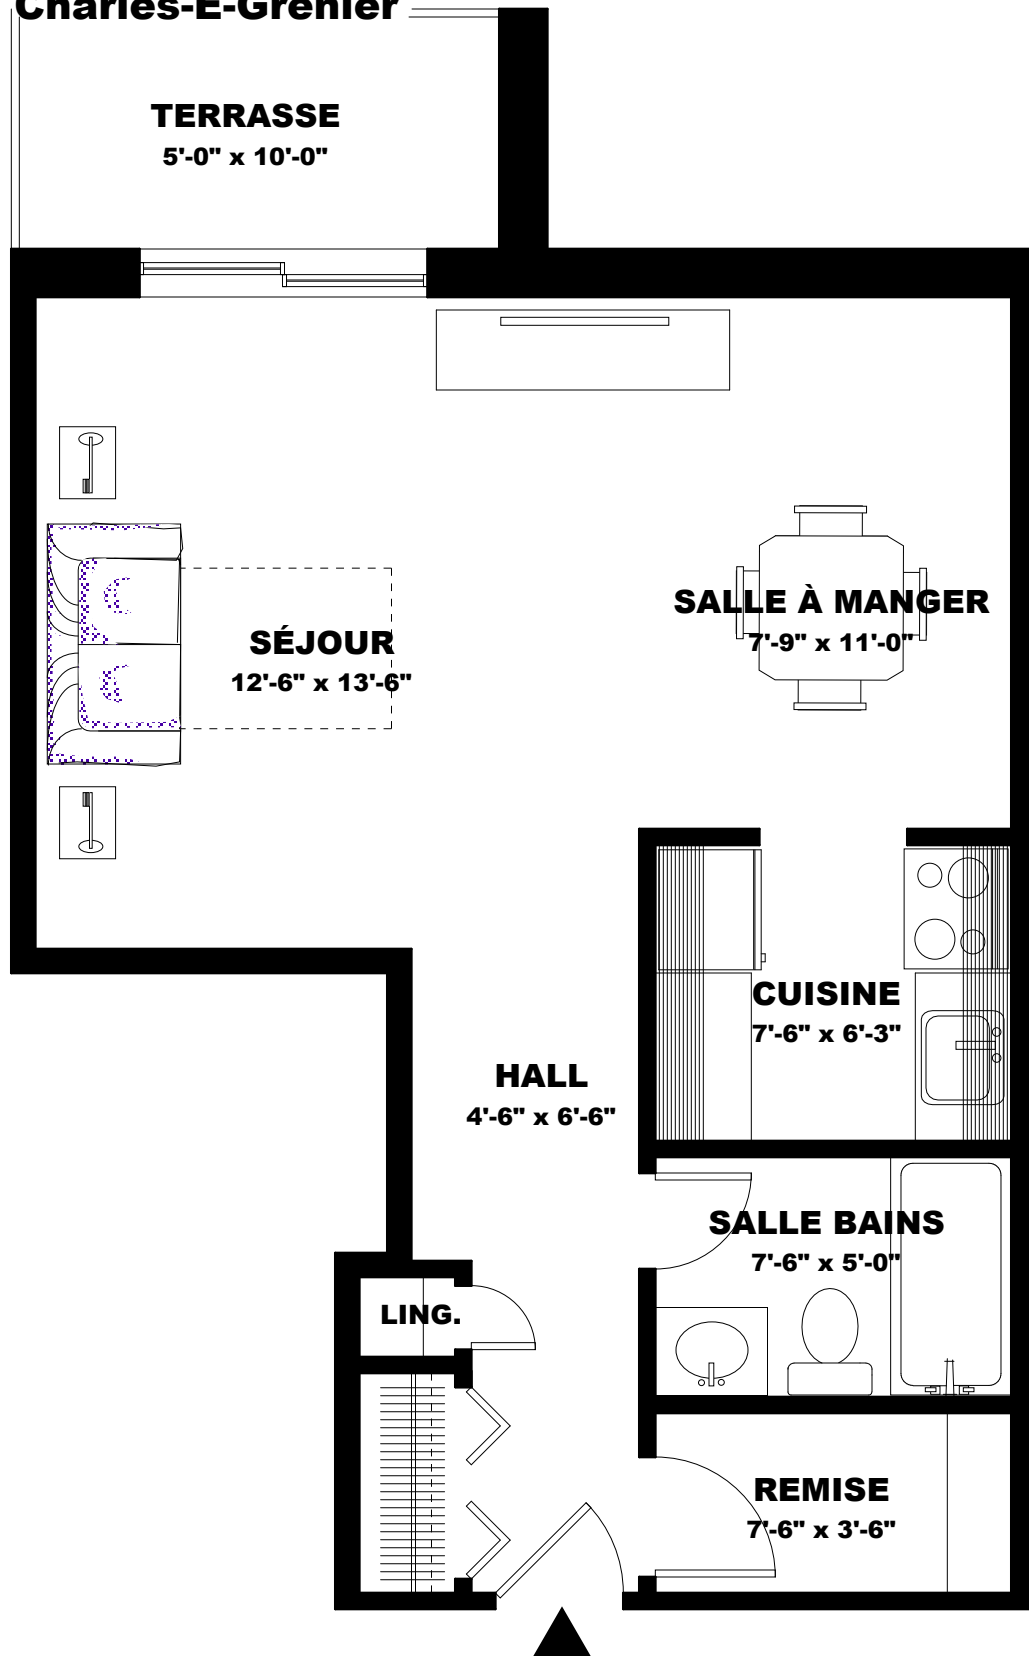 Charles-E-Grenier
TERRASSE
5'-0" x 10'-0"
SALLE À MANGER
7'-9" x 11'-0"
SÉJOUR
12'-6" x 13'-6"
CUISINE
7'-6" x 6'-3"
HALL
4'-6" x 6'-6"
SALLE BAINS
7'-6" x 5'-0"
LING.
REMISE
7'-6" x 3'-6"